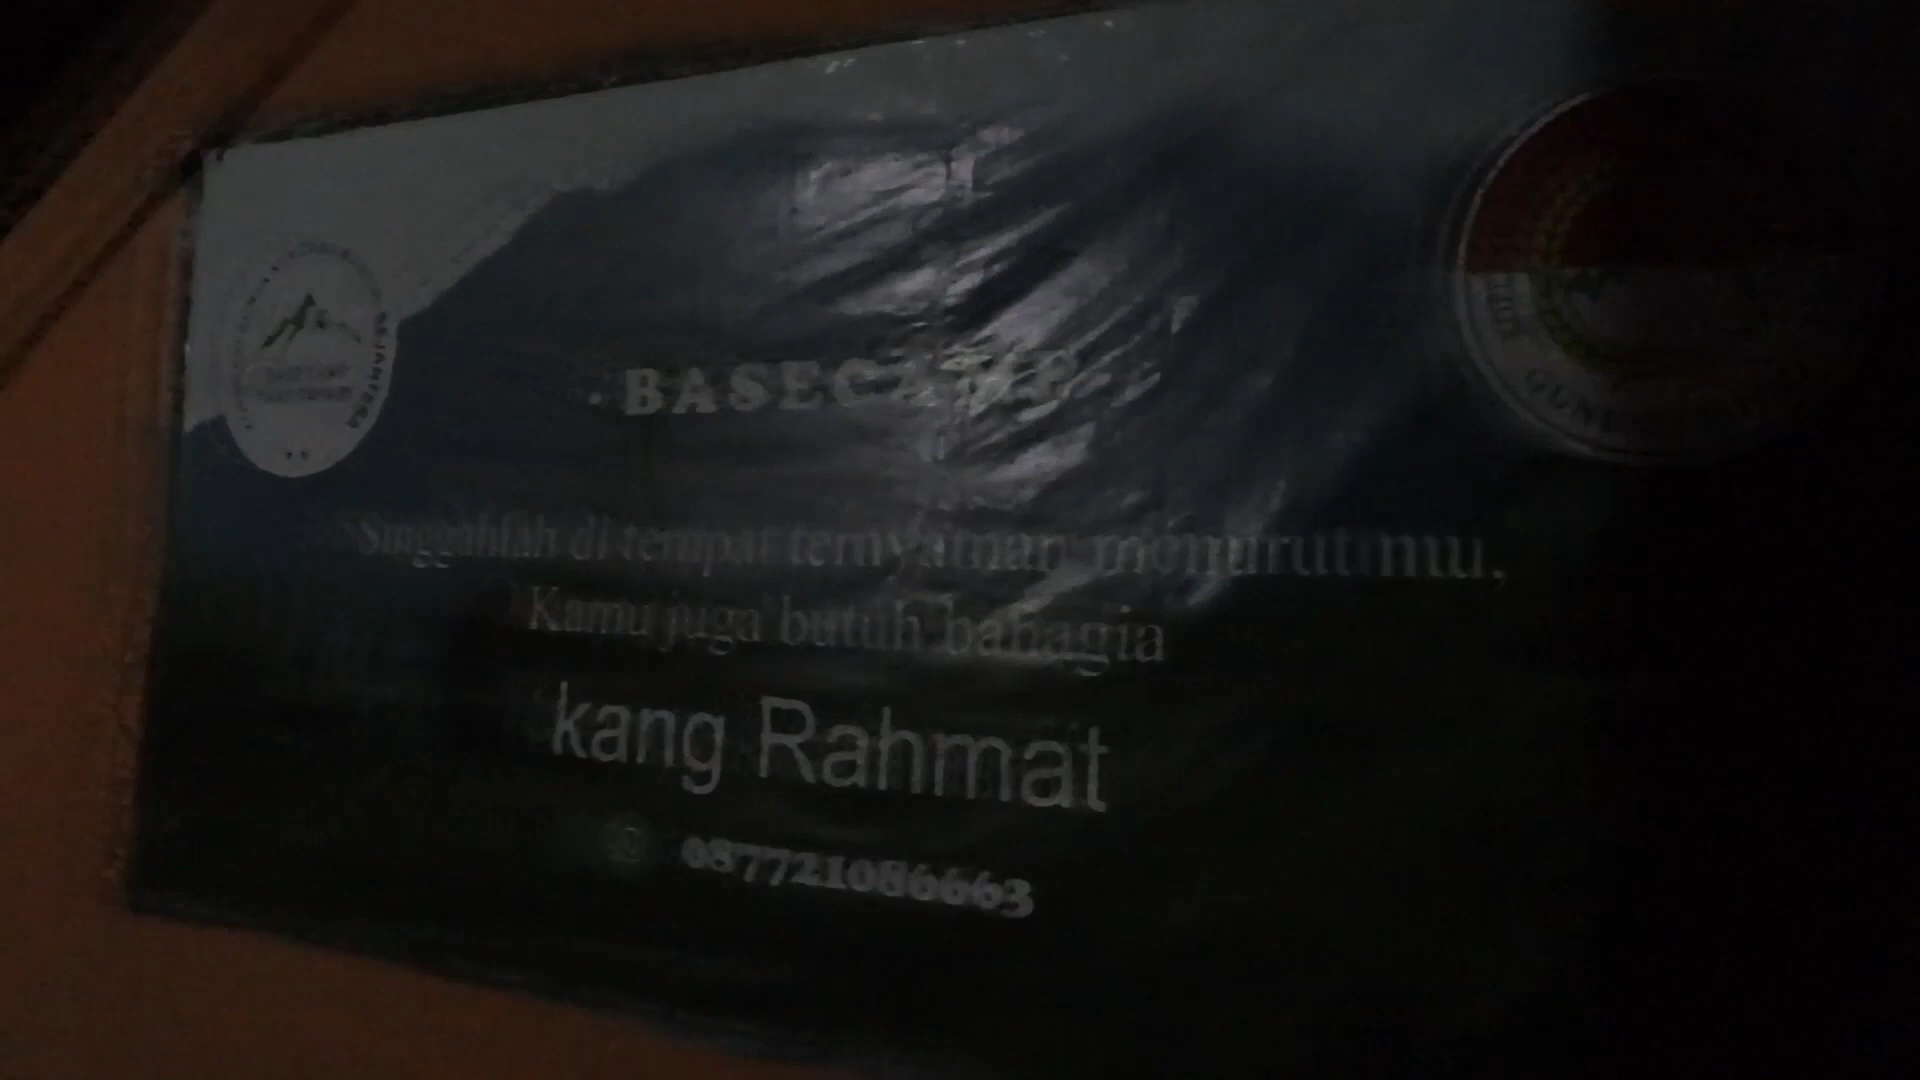 BASECAMP
Singgahlah di tempat ternyaman menurutmu,
Kamu juga butuh bahagia
kang Rahmat
087721086663